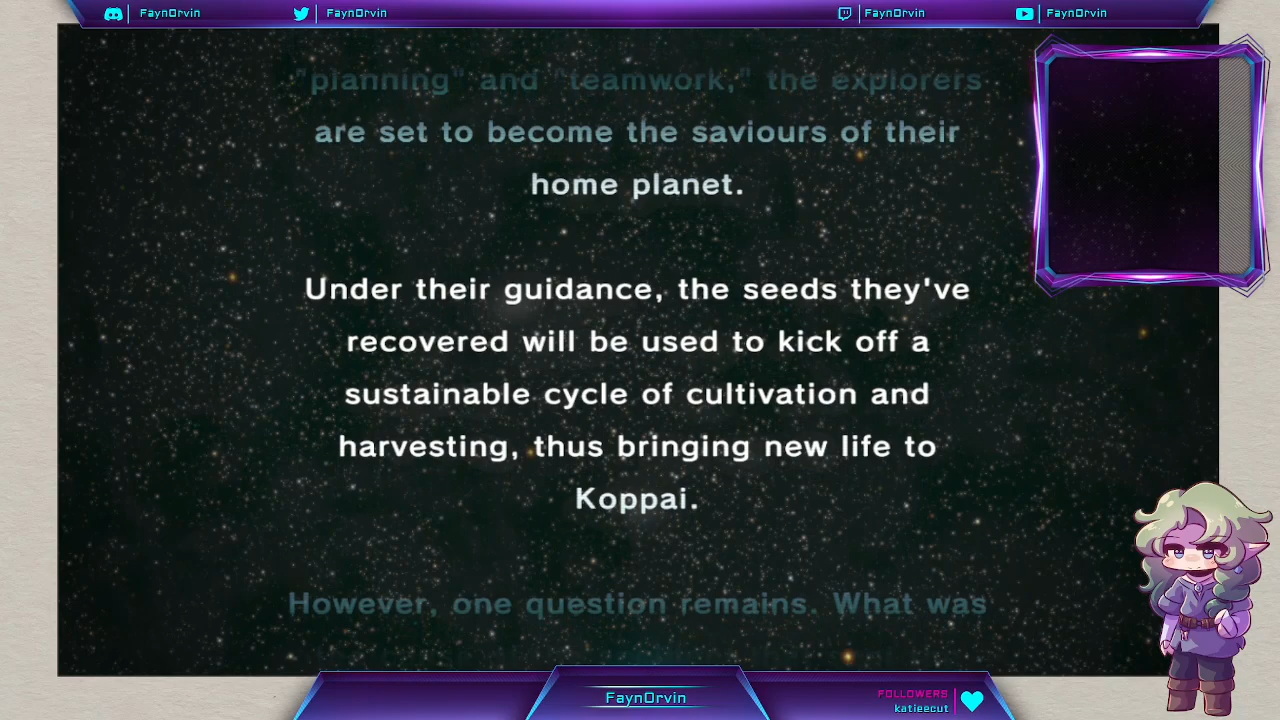 FaynOrvin
FaynOrvin
FaynOrvin
FaynOrvin
"planning" and "teamwork," the explorers
are set to become the saviours of their
home planet.
Under their guidance, the seeds they've
recovered will be used to kick off a
sustainable cycle of cultivation and
harvesting, thus bringing new life to
Koppai.
However, one question remains. What was
FaynOrvin
FOLLOWERS
katieecut